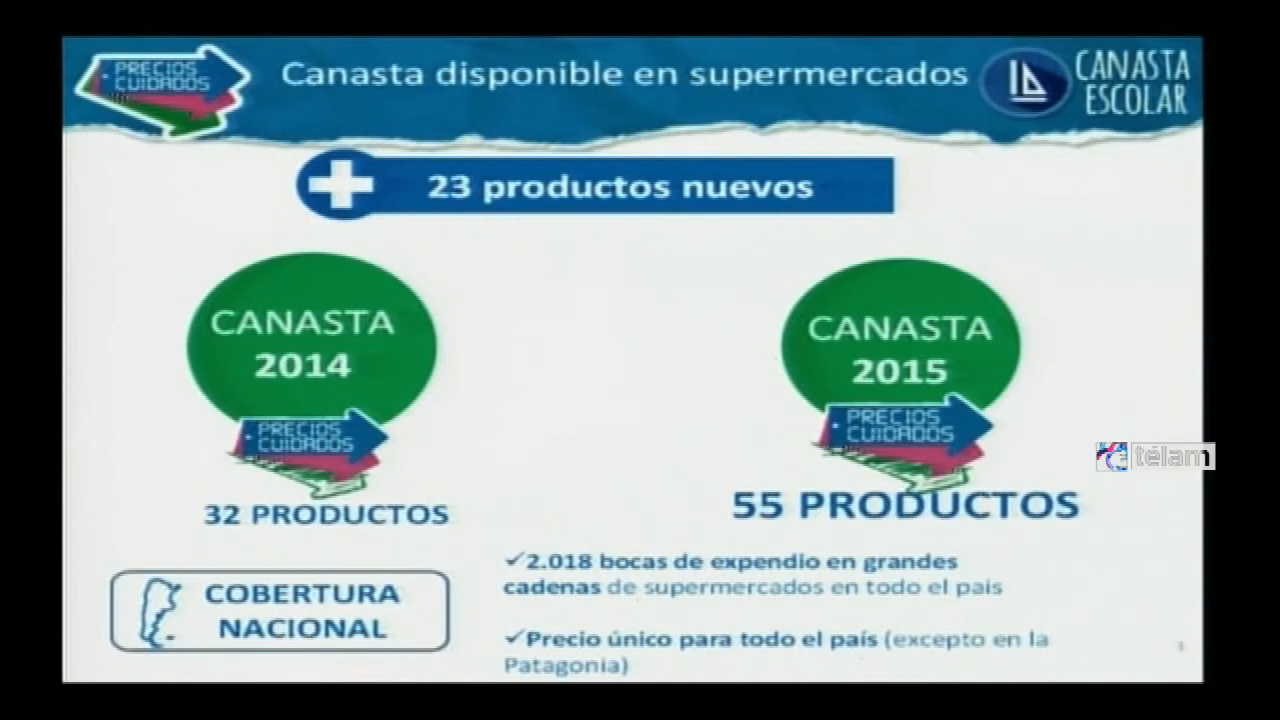 PRECIOS
CUIDADOS
Canasta disponible en supermercados
CANASTA
ESCOLAR
23 productos nuevos
CANASTA
2014
PRECIOS
CUIDADOS
32 PRODUCTOS
CANASTA
2015
PRECIOS
CUIDADOS
55 PRODUCTOS
télam
COBERTURA
NACIONAL
✓2.018 bocas de expendio en grandes
cadenas de supermercados en todo el pais
✓Precio único para todo el país (excepto en la
Patagonia)